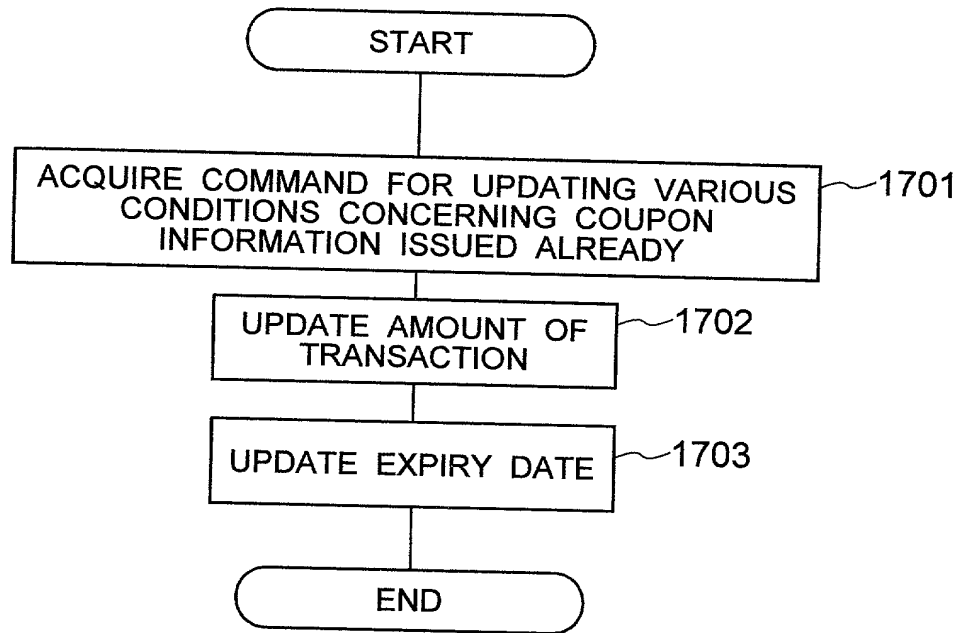 START
ACQUIRE COMMAND FOR UPDATING VARIOUS
CONDITIONS CONCERNING COUPON
INFORMATION ISSUED ALREADY
1701
UPDATE AMOUNT OF
TRANSACTION
1702
UPDATE EXPIRY DATE
1703
END